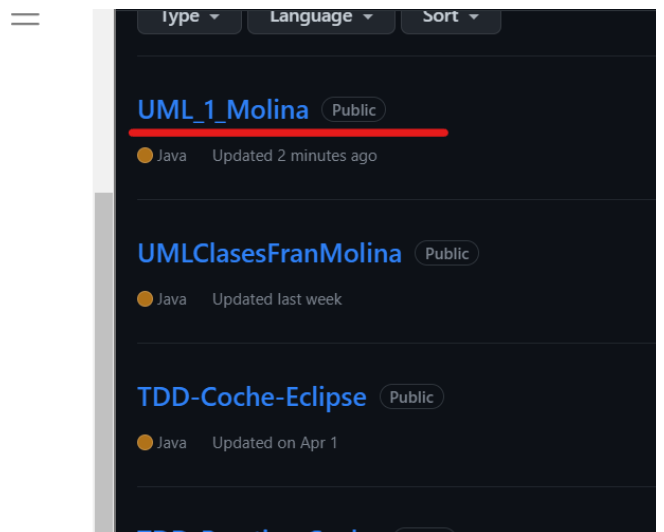 Type Language Sort
UML_1_Molina Public
Java Updated 2 minutes ago
UMLClasesFranMolina Public
Java Updated last week
TDD-Coche-Eclipse Public
Java Updated on Apr 1